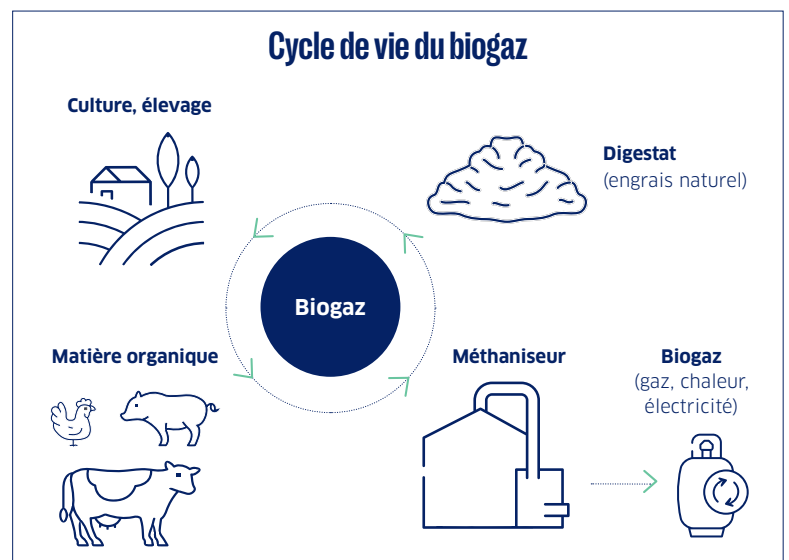 Cycle de vie du biogaz
Culture, élevage
Digestat
(engrais naturel)
Biogaz
Matière organique
Méthaniseur
Biogaz
(gaz, chaleur,
électricité)